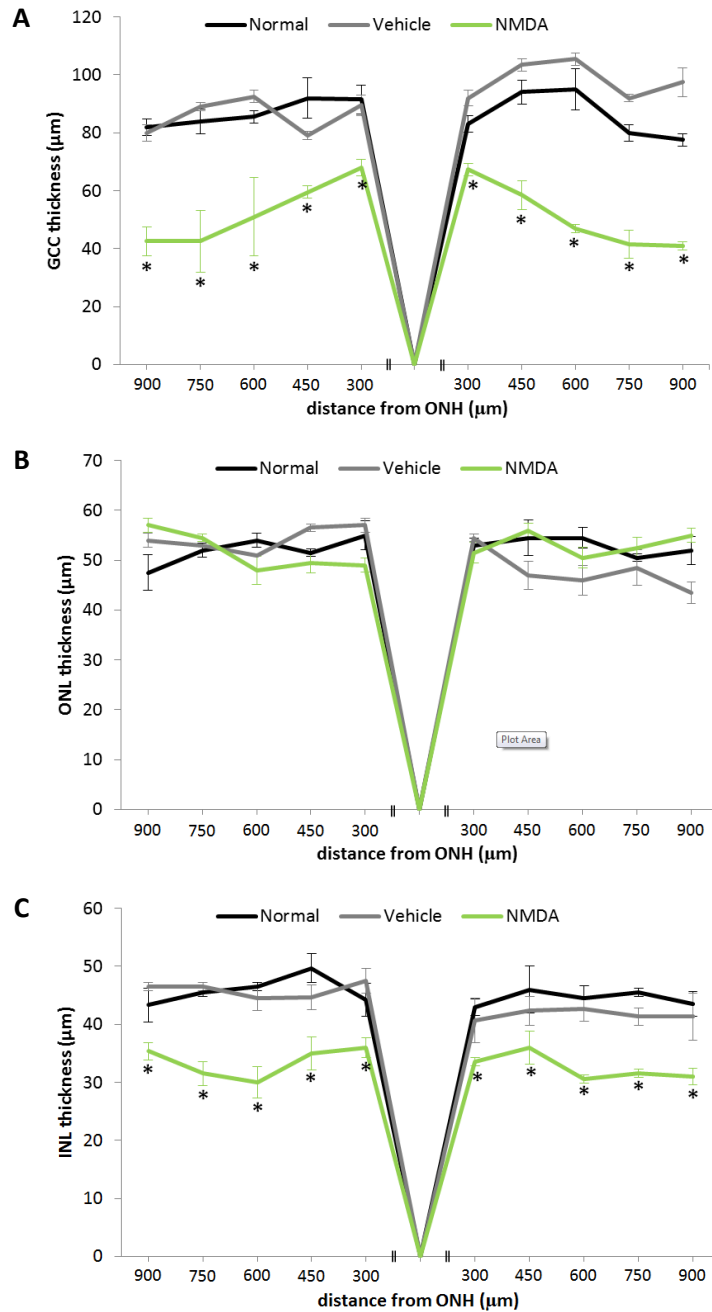 A
Normal Vehicle NMDA
120
100
80
60
40
20
0
GCC thickness (µm)
* * * * * * * * * *
900 750 600 450 300 300 450 600 750 900
distance from ONH (µm)
B
Normal Vehicle NMDA
70
60
50
40
30
20
10
0
ONL thickness (µm)
Plot Area
900 750 600 450 300 300 450 600 750 900
distance from ONH (µm)
C
Normal Vehicle NMDA
60
50
40
30
20
10
0
INL thickness (µm)
* * * * * * * * * *
900 750 600 450 300 300 450 600 750 900
distance from ONH (µm)